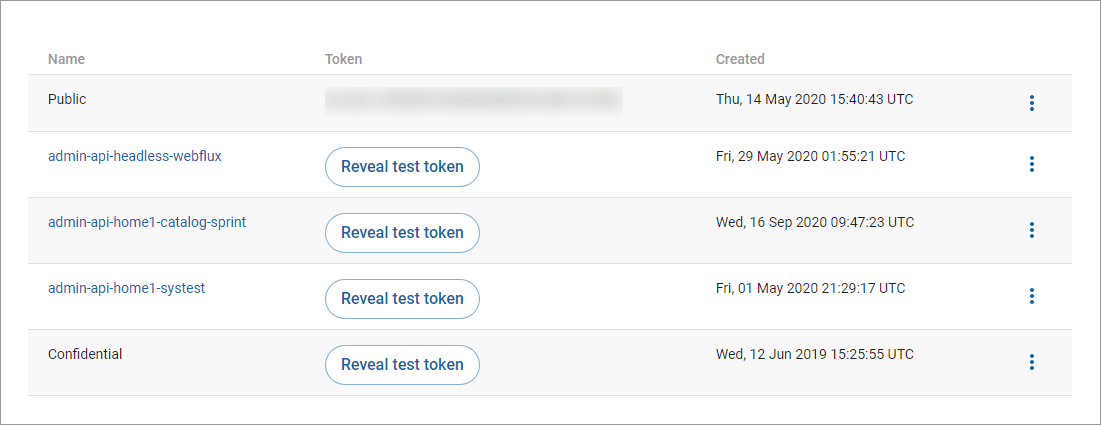 Name Token Created
Public Thu, 14 May 2020 15:40:43 UTC
admin-api-headless-webflux Reveal test token Fri, 29 May 2020 01:55:21 UTC
admin-api-home1-catalog-sprint Reveal test token Wed, 16 Sep 2020 09:47:23 UTC
admin-api-home1-systest Reveal test token Fri, 01 May 2020 21:29:17 UTC
Confidential Reveal test token Wed, 12 Jun 2019 15:25:55 UTC